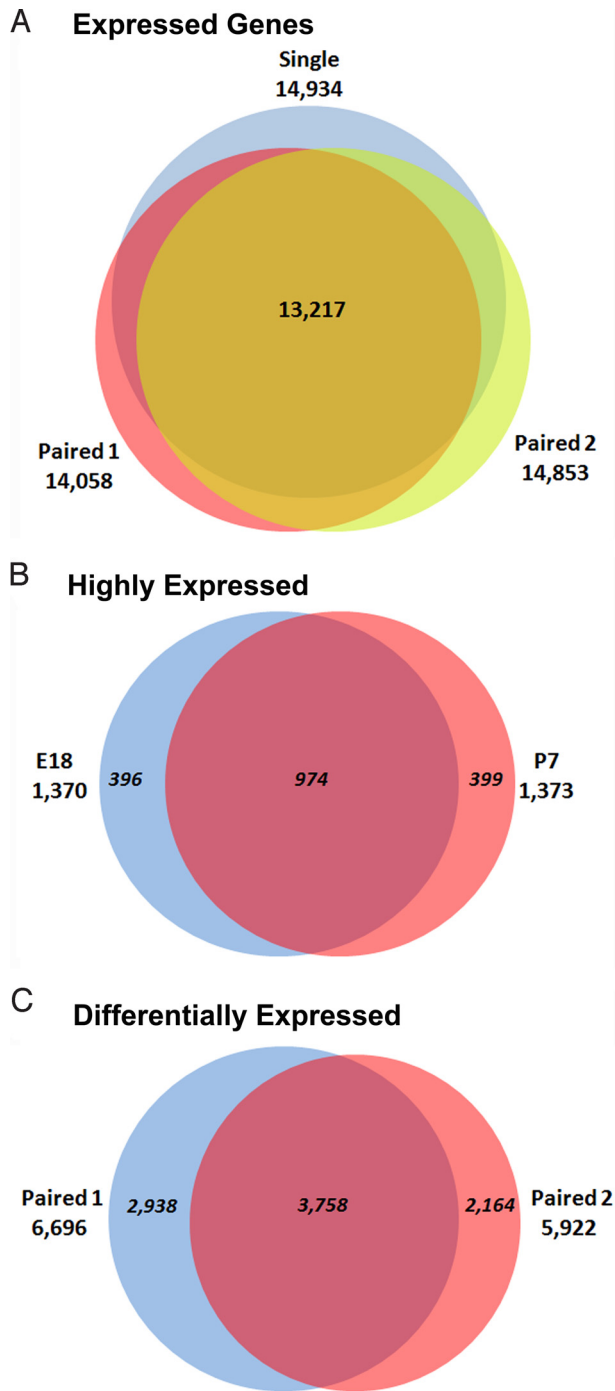 A Expressed Genes
Single
14,934
13,217
Paired 1
14,058
Paired 2
14,853
B Highly Expressed
E18
1,370
396
974
399
P7
1,373
C Differentially Expressed
Paired 1
6,696
2,938
3,758
2,164
Paired 2
5,922